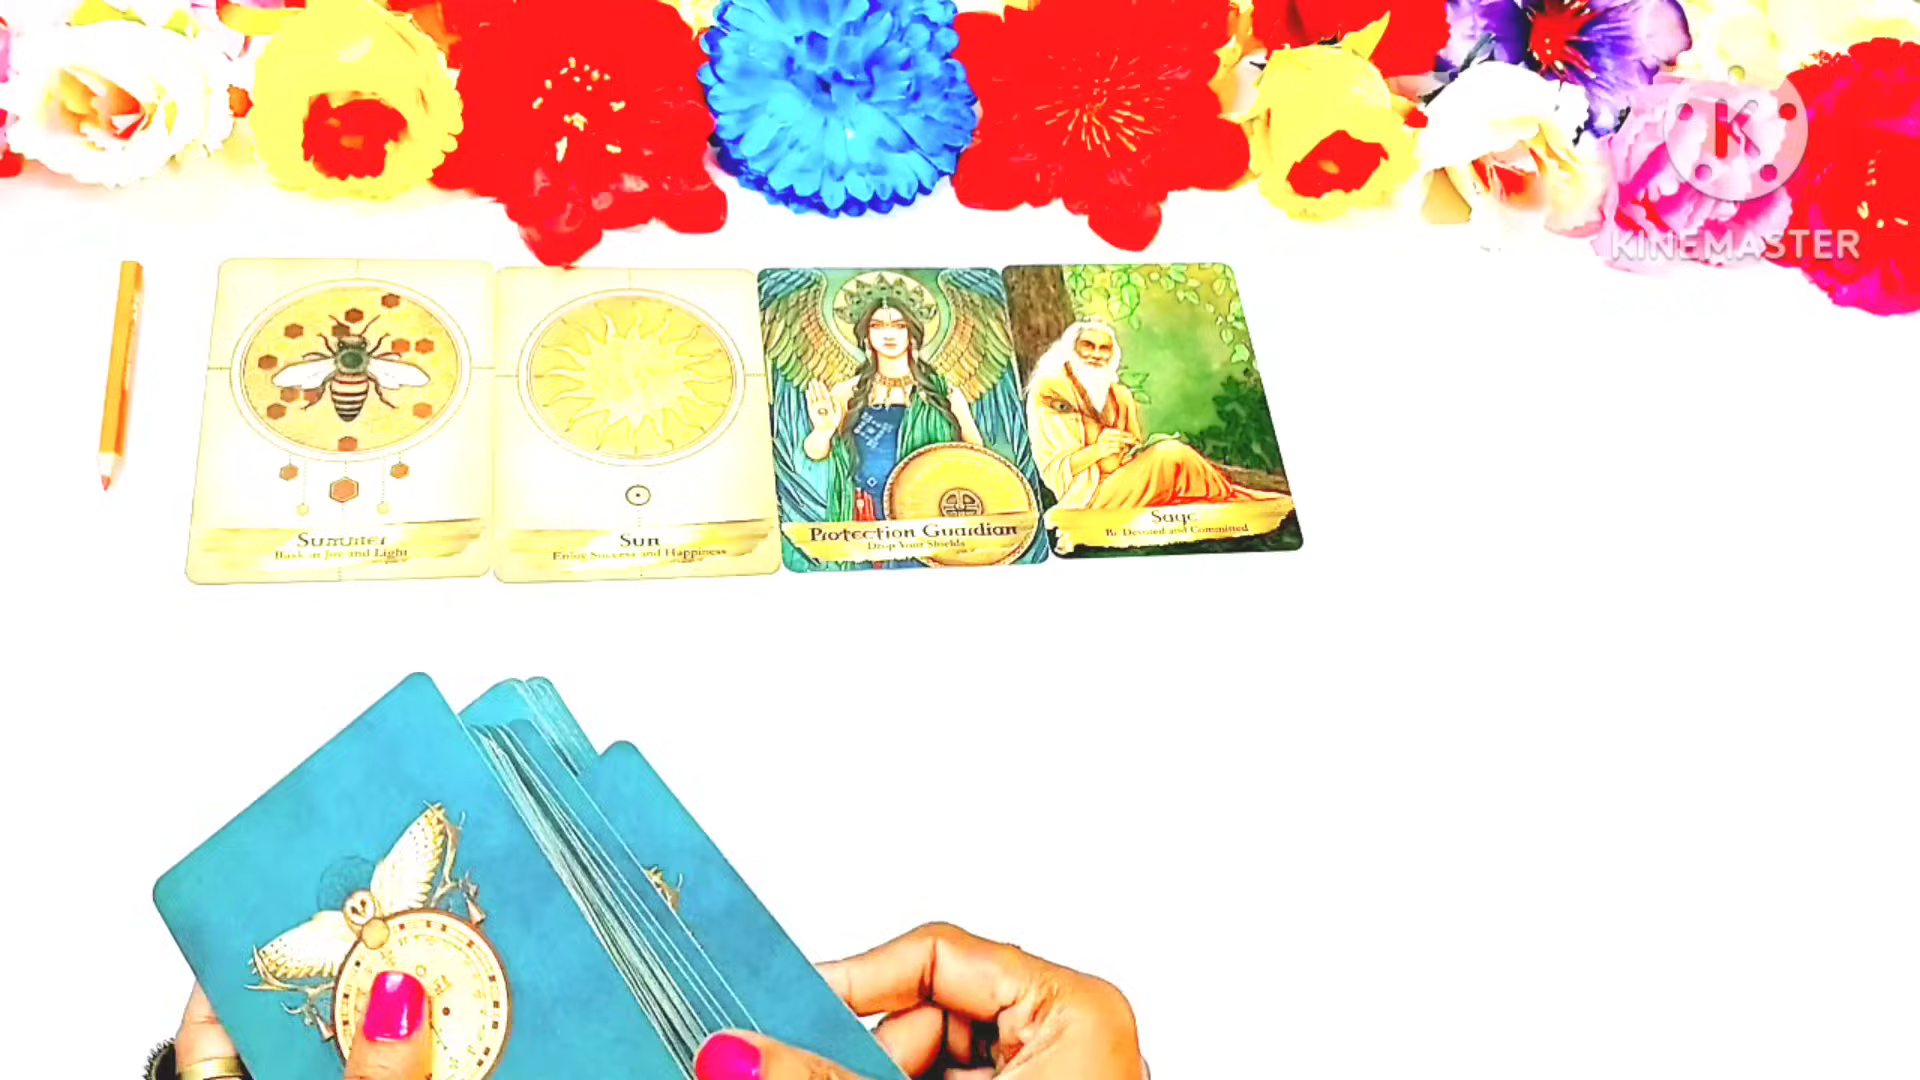 K
KINEMASTER
Summer
Bask in Joy and Light
Sun
Enjoy Success and Happiness
Protection Guardian
Drop Your Shields
Sage
Be Devoted and Committed